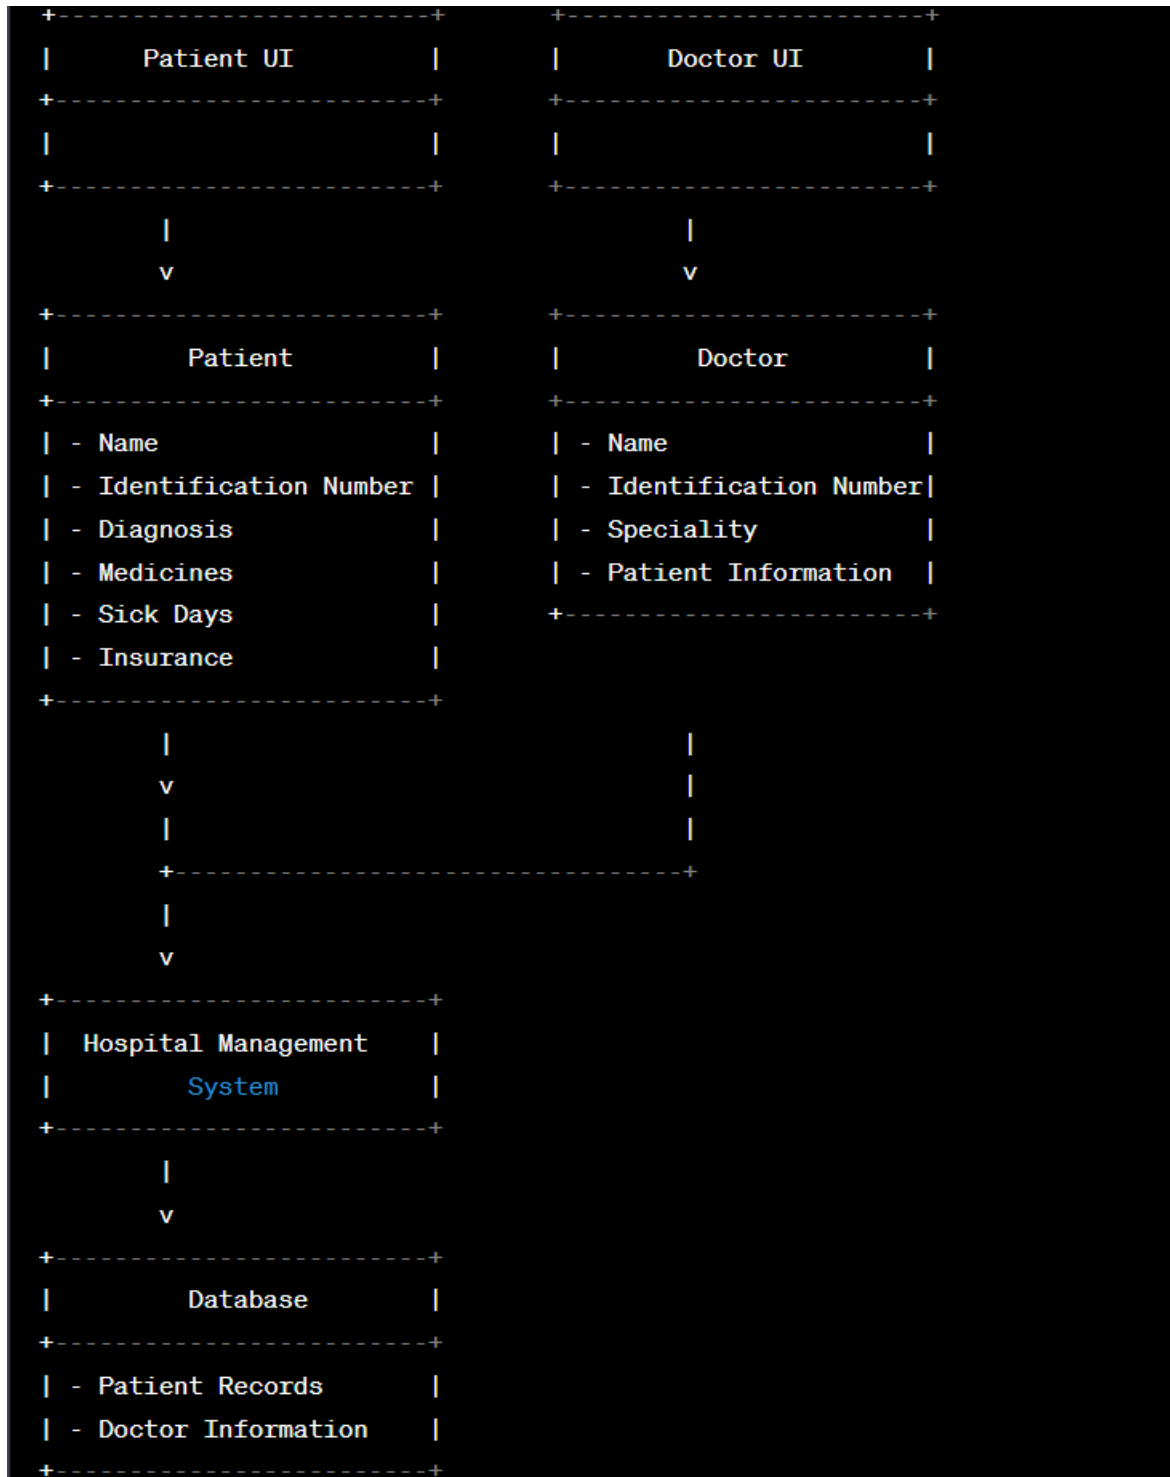 +-------------------------+       +------------------------+
|      Patient UI         |       |       Doctor UI        |
+-------------------------+       +------------------------+
|                         |       |                        |
+-------------------------+       +------------------------+
        |                                  |
        v                                  v
+-------------------------+       +------------------------+
|         Patient         |       |         Doctor         |
+-------------------------+       +------------------------+
| - Name                  |       | - Name                 |
| - Identification Number |       | - Identification Number|
| - Diagnosis             |       | - Speciality           |
| - Medicines             |       | - Patient Information  |
| - Sick Days             |       +------------------------+
| - Insurance             |
+-------------------------+
        |                                  |
        v                                  |
        |                                  |
        +----------------------------------+
        |
        v
+-------------------------+
|  Hospital Management    |
|         System          |
+-------------------------+
        |
        v
+-------------------------+
|         Database        |
+-------------------------+
| - Patient Records       |
| - Doctor Information    |
+-------------------------+